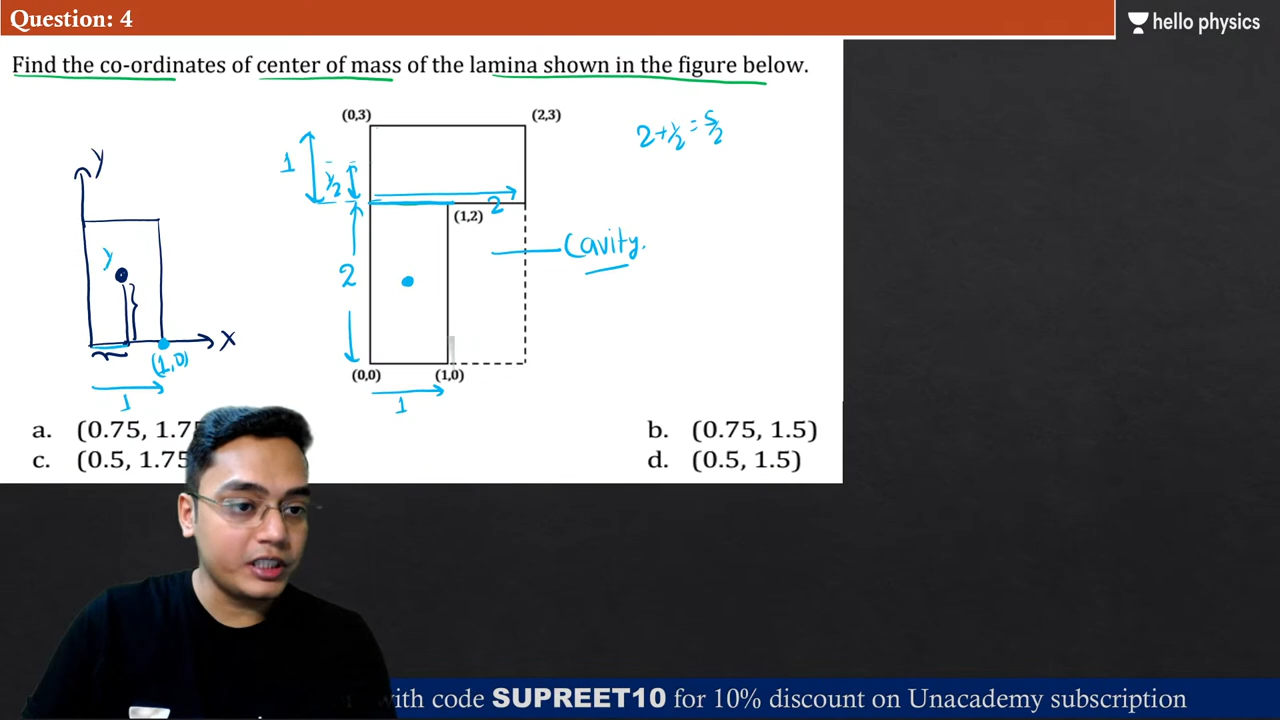 Question: 4
hello physics
Find the co-ordinates of center of mass of the lamina shown in the figure below.
(0,3)
(2,3)
2+1/2=5/2
1
1/2
Y
2
(1,2)
Cavity.
y
2
X
(1,0)
(0,0)
(1,0)
1
1
a. (0.75, 1.75
b. (0.75, 1.5)
c. (0.5, 1.75
d. (0.5, 1.5)
with code SUPREET10 for 10% discount on Unacademy subscription